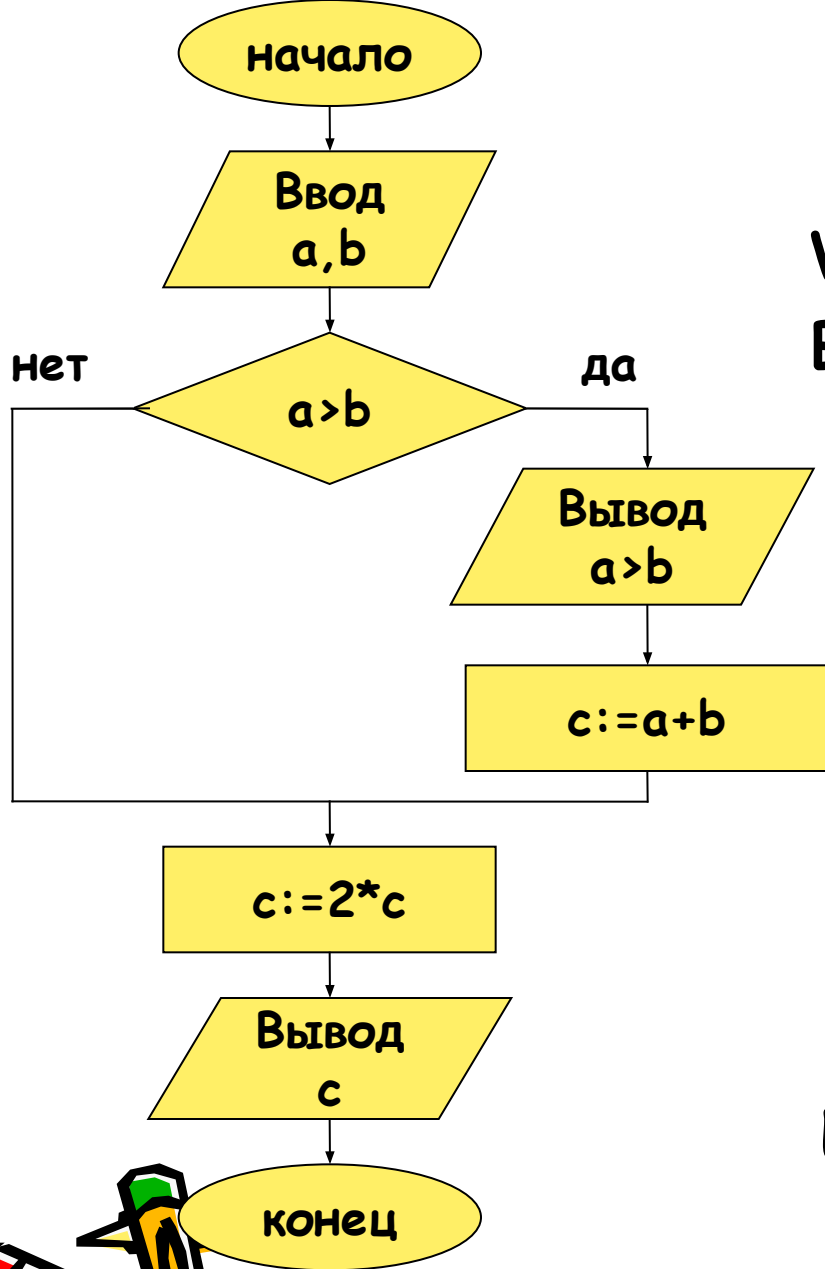 начало
Ввод
a,b
нет
да
a>b
Вывод
a>b
c:=a+b
c:=2*c
Вывод
c
конец